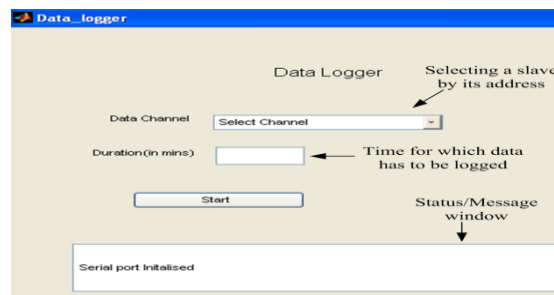 Data_logger
Data Logger
Selecting a slave
by its address
Data Channel
Select Channel
Duration(in mins)
Time for which data
has to be logged
Start
Status/Message
window
Serial port Initalised